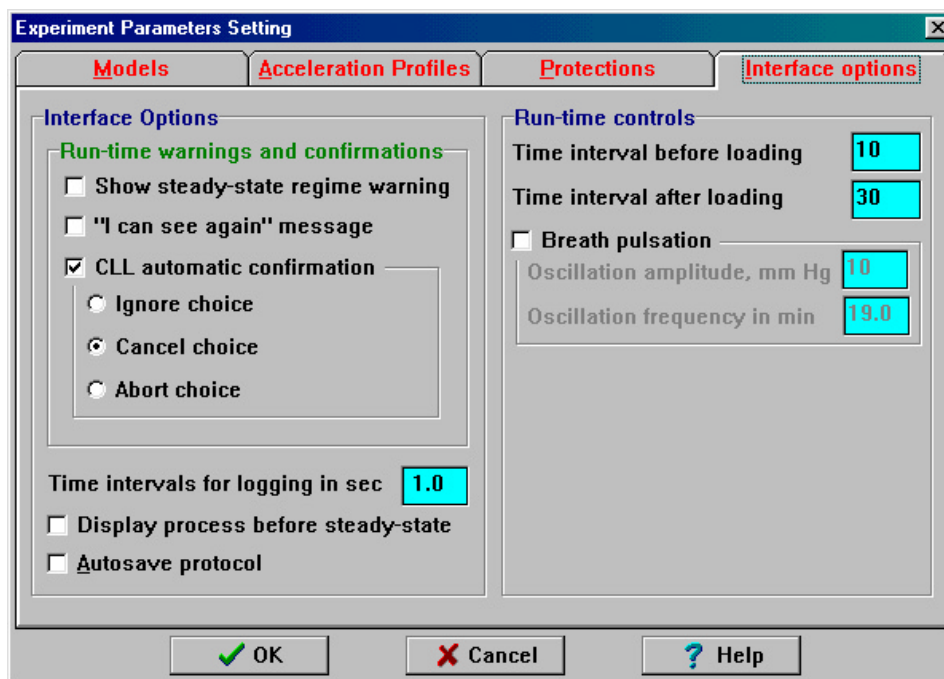 Experiment Parameters Setting
Models
Acceleration Profiles
Protections
Interface options
Interface Options
Run-time warnings and confirmations
Show steady-state regime warning
"I can see again" message
CLL automatic confirmation
Ignore choice
Cancel choice
Abort choice
Time intervals for logging in sec 1.0
Display process before steady-state
Autosave protocol
Run-time controls
Time interval before loading 10
Time interval after loading 30
Breath pulsation
Oscillation amplitude, mm Hg 10
Oscillation frequency in min 19.0
OK
Cancel
? Help